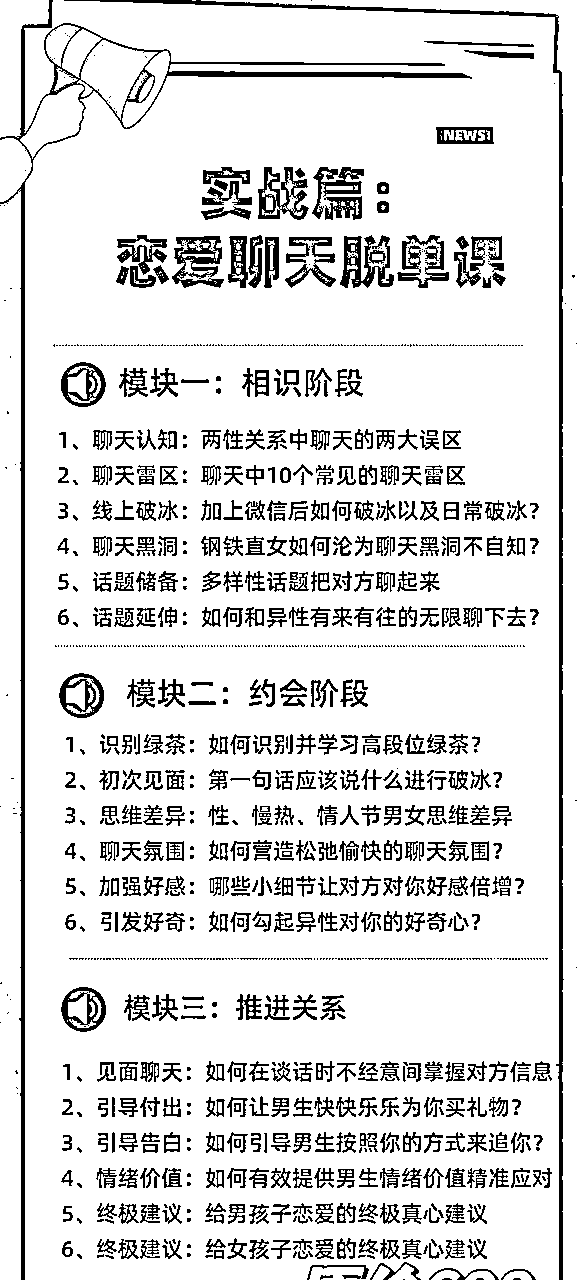 NEWS!
实战篇：
恋爱聊天脱单课
模块一：相识阶段
1、聊天认知：两性关系中聊天的两大误区
2、聊天雷区：聊天中10个常见的聊天雷区
3、线上破冰：加上微信后如何破冰以及日常破冰？
4、聊天黑洞：钢铁直女如何沦为聊天黑洞不自知？
5、话题储备：多样性话题把对方聊起来
6、话题延伸：如何和异性有来有往的无限聊下去？
模块二：约会阶段
1、识别绿茶：如何识别并学习高段位绿茶？
2、初次见面：第一句话应该说什么进行破冰？
3、思维差异：性、慢热、情人节男女思维差异
4、聊天氛围：如何营造松弛愉快的聊天氛围？
5、加强好感：哪些小细节让对方对你好感倍增？
6、引发好奇：如何勾起异性对你的好奇心？
模块三：推进关系
1、见面聊天：如何在谈话时不经意间掌握对方信息？
2、引导付出：如何让男生快快乐乐为你买礼物？
3、引导告白：如何引导男生按照你的方式来追你？
4、情绪价值：如何有效提供男生情绪价值精准应对
5、终极建议：给男孩子恋爱的终极真心建议
6、终极建议：给女孩子恋爱的终极真心建议